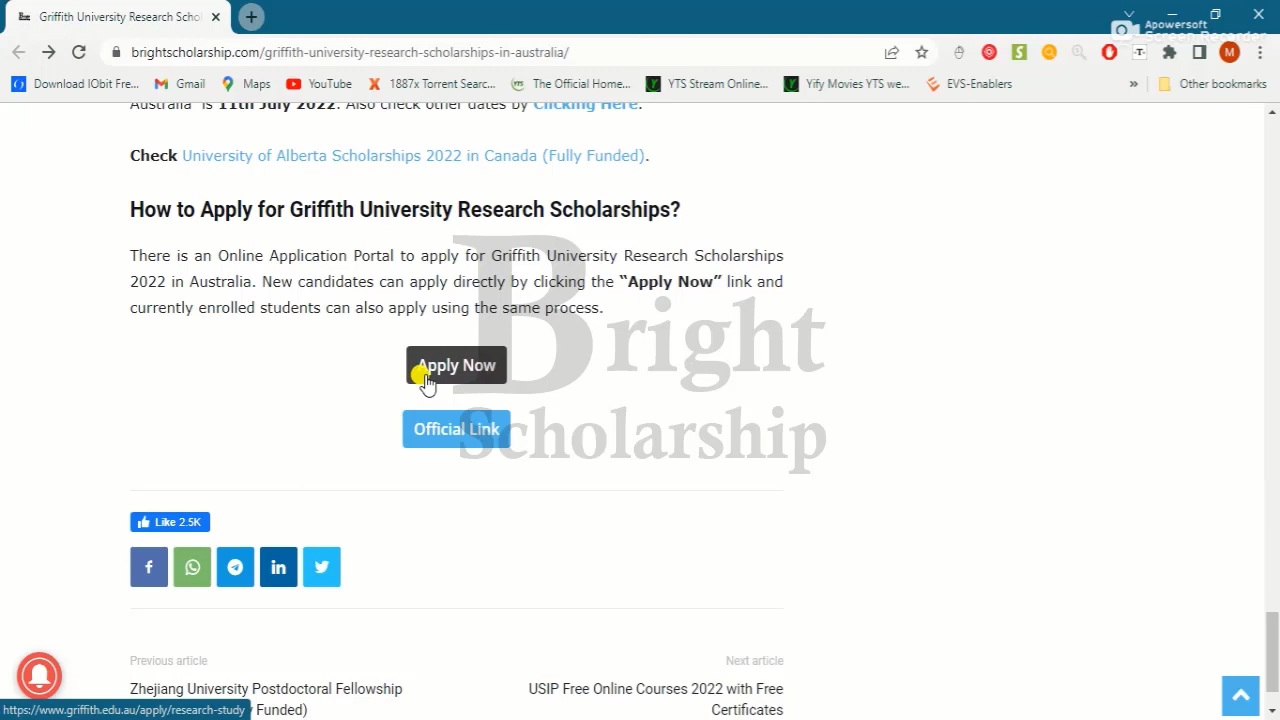 Griffith University Research Scho
Apowersoft
Screen Recorder
brightscholarship.com/griffith-university-research-scholarships-in-australia/
S
-T-
M
Download IObit Fre...
Gmail
Maps
YouTube
1887x Torrent Searc...
The Official Home...
YTS Stream Online...
Yify Movies YTS we...
EVS-Enablers
»
Other bookmarks
Australia is 11th July 2022. Also check other dates by Clicking Here.
Check University of Alberta Scholarships 2022 in Canada (Fully Funded).
How to Apply for Griffith University Research Scholarships?
There is an Online Application Portal to apply for Griffith University Research Scholarships
2022 in Australia. New candidates can apply directly by clicking the “Apply Now” link and
currently enrolled students can also apply using the same process.
Bright
Scholarship
Apply Now
Official Link
Like 2.5K
Previous article
Next article
Zhejiang University Postdoctoral Fellowship
USIP Free Online Courses 2022 with Free
Funded)
Certificates
https://www.griffith.edu.au/apply/research-study